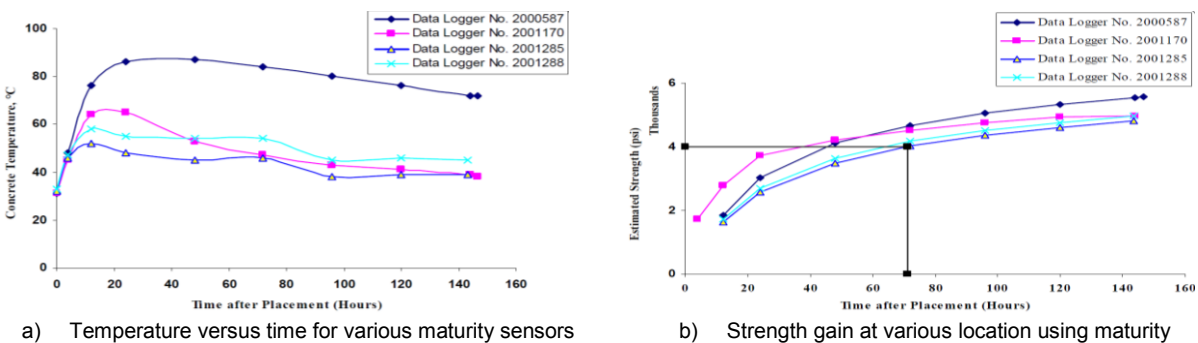 Data Logger No. 2000587
Data Logger No. 2001170
Data Logger No. 2001285
Data Logger No. 2001288
100
80
60
40
20
0
Concrete Temperature, °C
0 20 40 60 80 100 120 140 160
Time after Placement (Hours)
a) Temperature versus time for various maturity sensors
Data Logger No. 2000587
Data Logger No. 2001170
Data Logger No. 2001285
Data Logger No. 2001288
6
4
2
0
Thousands
Estimated Strength (psi)
0 20 40 60 80 100 120 140 160
Time after Placement (Hours)
b) Strength gain at various location using maturity